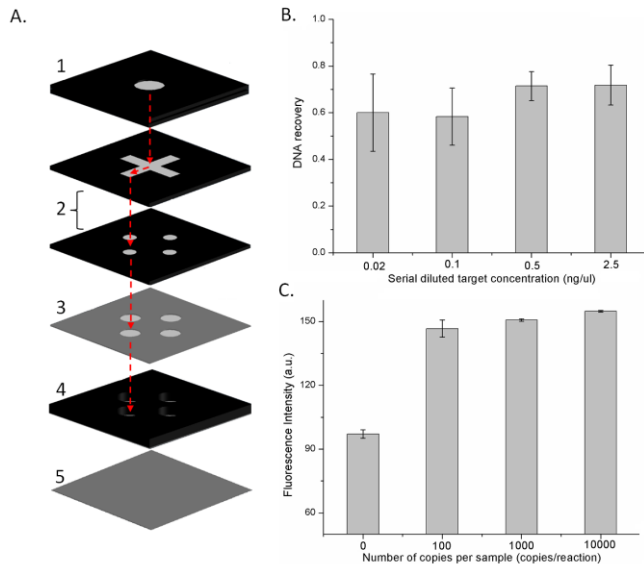 A.
1
2
3
4
5
B.
DNA recovery
1.0
0.8
0.6
0.4
0.2
0.0
0.02 0.1 0.5 2.5
Serial diluted target concentration (ng/ul)
C.
Fluorescence Intensity (a.u.)
150
120
90
60
0 100 1000 10000
Number of copies per sample (copies/reaction)